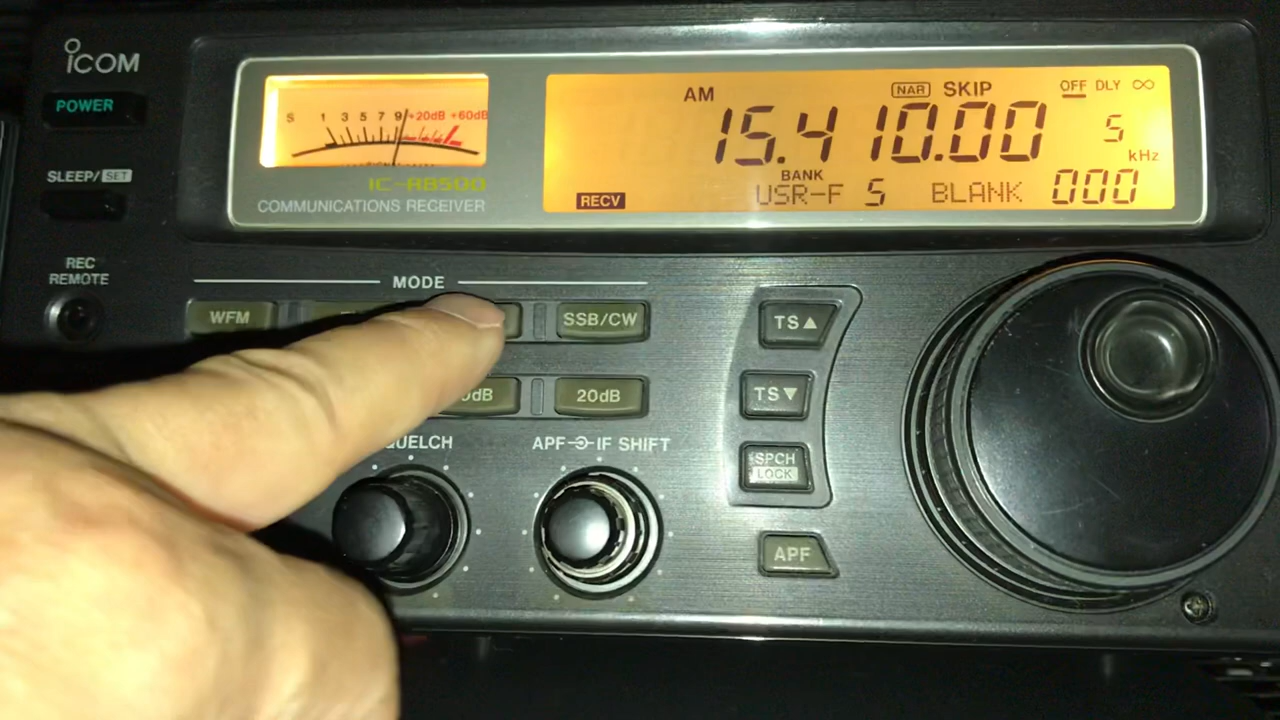 ICOM
POWER
SLEEP/SET
REC
REMOTE
S 1 3 5 7 9 +20dB +60dB
IC-R8500
COMMUNICATIONS RECEIVER
AM NAR SKIP OFF DLY ∞
15.410.00 5
kHz
BANK
RECV USR-F 5 BLANK 000
MODE
WFM SSB/CW
20dB
TS▲
TS▼
SPCH
LOCK
APF
APF IF SHIFT